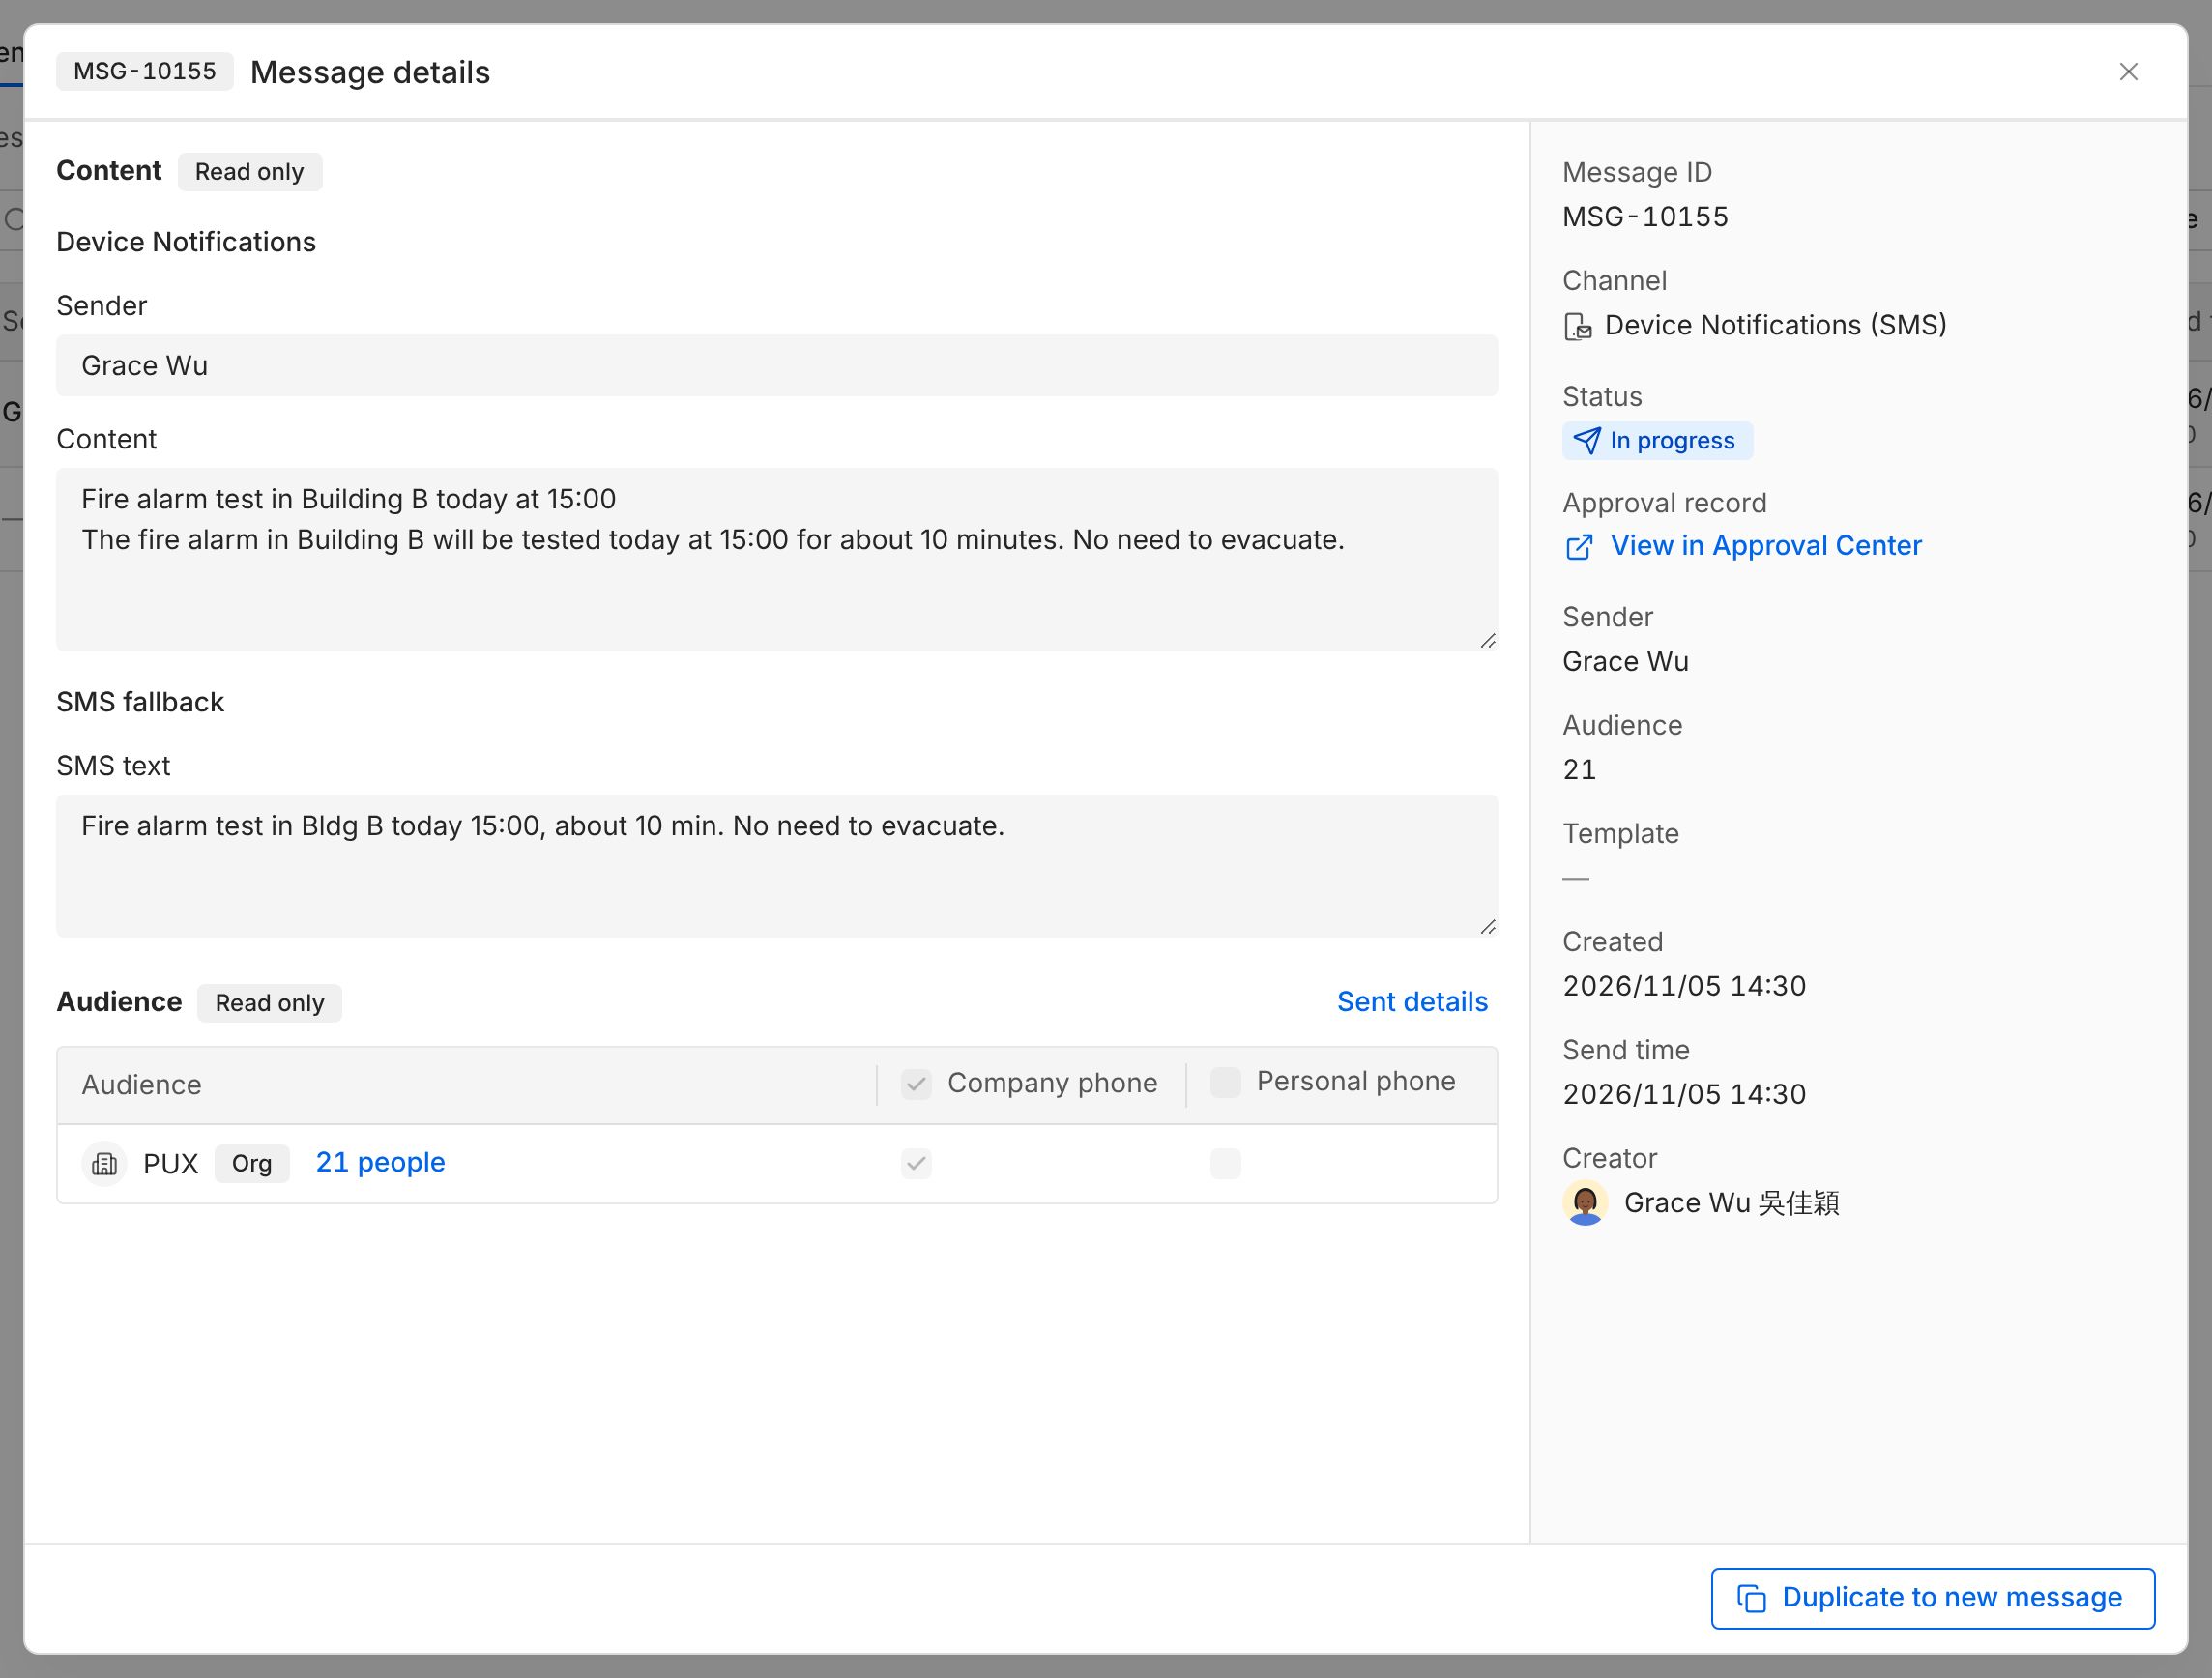 MSG-10155 Message details
Content Read only
Device Notifications
Sender
Grace Wu
Content
Fire alarm test in Building B today at 15:00
The fire alarm in Building B will be tested today at 15:00 for about 10 minutes. No need to evacuate.
SMS fallback
SMS text
Fire alarm test in Bldg B today 15:00, about 10 min. No need to evacuate.
Audience Read only Sent details
Audience Company phone Personal phone
PUX Org 21 people
Message ID
MSG-10155
Channel
Device Notifications (SMS)
Status
In progress
Approval record
View in Approval Center
Sender
Grace Wu
Audience
21
Template
—
Created
2026/11/05 14:30
Send time
2026/11/05 14:30
Creator
Grace Wu 吳佳穎
Duplicate to new message